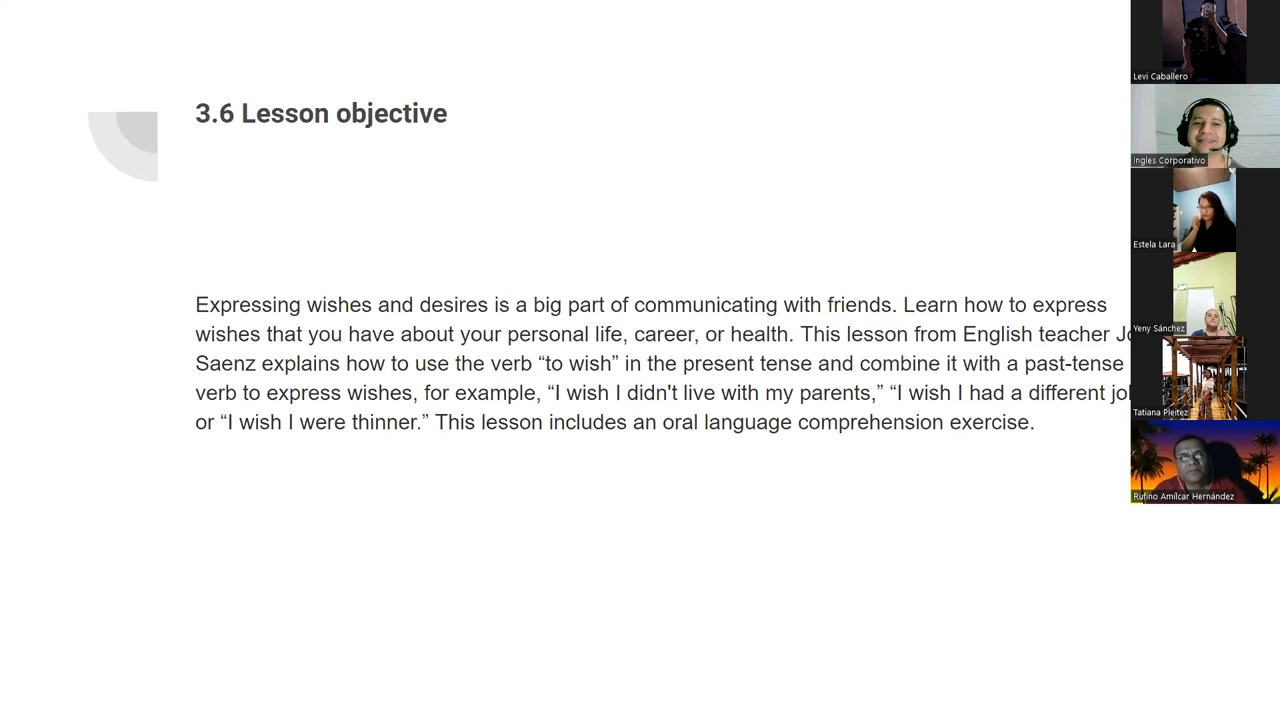 3.6 Lesson objective
Expressing wishes and desires is a big part of communicating with friends. Learn how to express
wishes that you have about your personal life, career, or health. This lesson from English teacher
Saenz explains how to use the verb “to wish” in the present tense and combine it with a past-tense
verb to express wishes, for example, “I wish I didn't live with my parents,” “I wish I had a different
or “I wish I were thinner.” This lesson includes an oral language comprehension exercise.
Levi Caballero
Ingles Corporativo
Estela Lara
Yeny Sánchez
Tatiana Pleitez
Rufino Amílcar Hernández